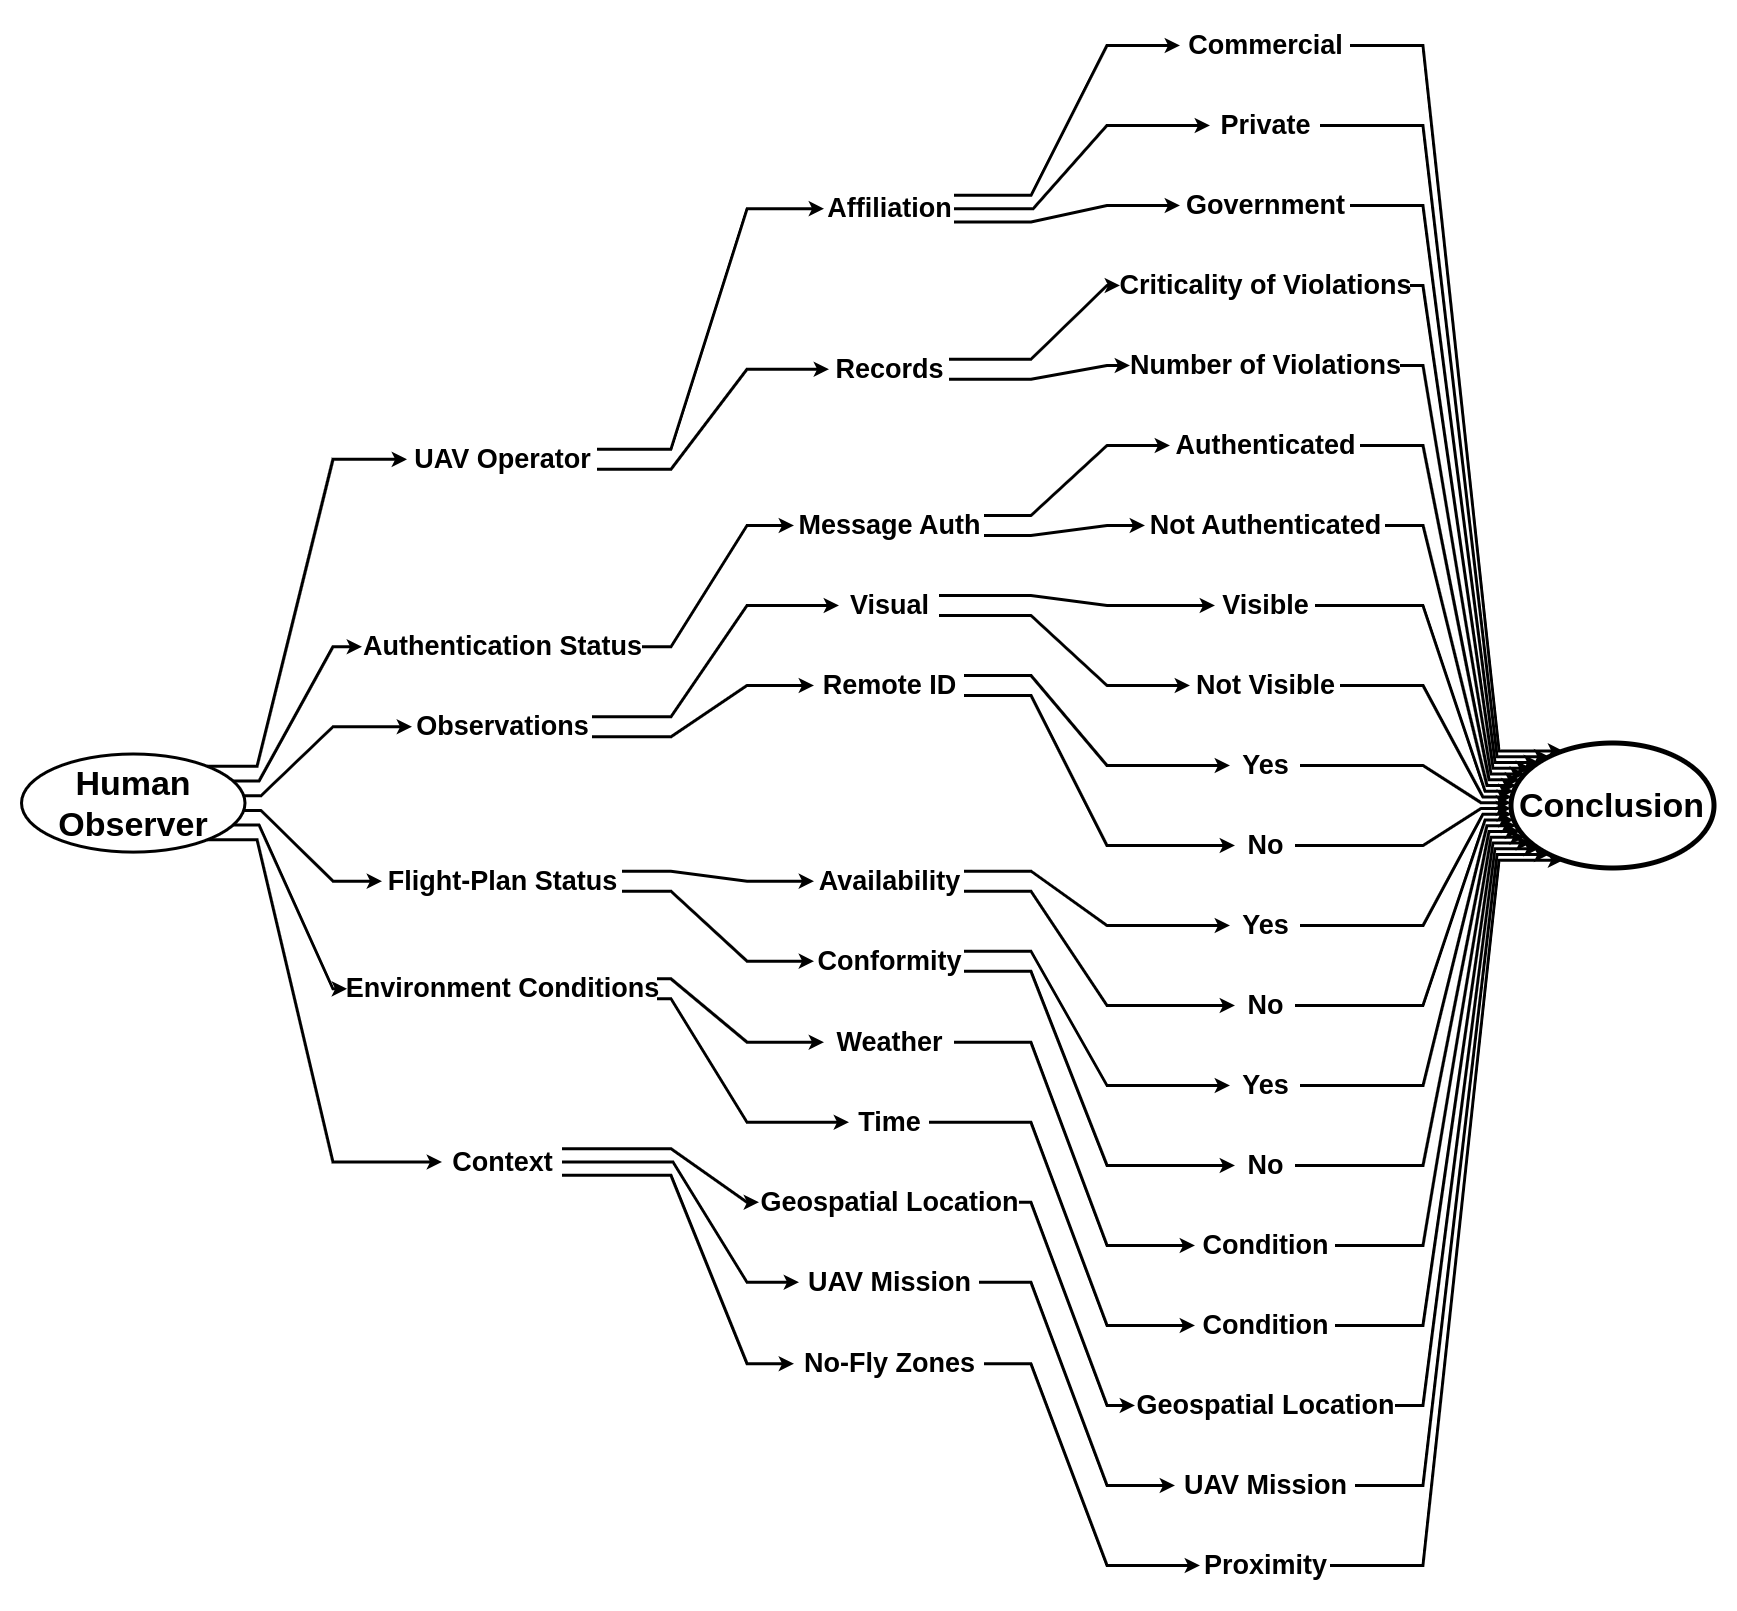 Human
Observer
UAV Operator
Authentication Status
Observations
Flight-Plan Status
Environment Conditions
Context
Affiliation
Records
Message Auth
Visual
Remote ID
Availability
Conformity
Weather
Time
Geospatial Location
UAV Mission
No-Fly Zones
Commercial
Private
Government
Criticality of Violations
Number of Violations
Authenticated
Not Authenticated
Visible
Not Visible
Yes
No
Yes
No
Yes
No
Condition
Condition
Geospatial Location
UAV Mission
Proximity
Conclusion